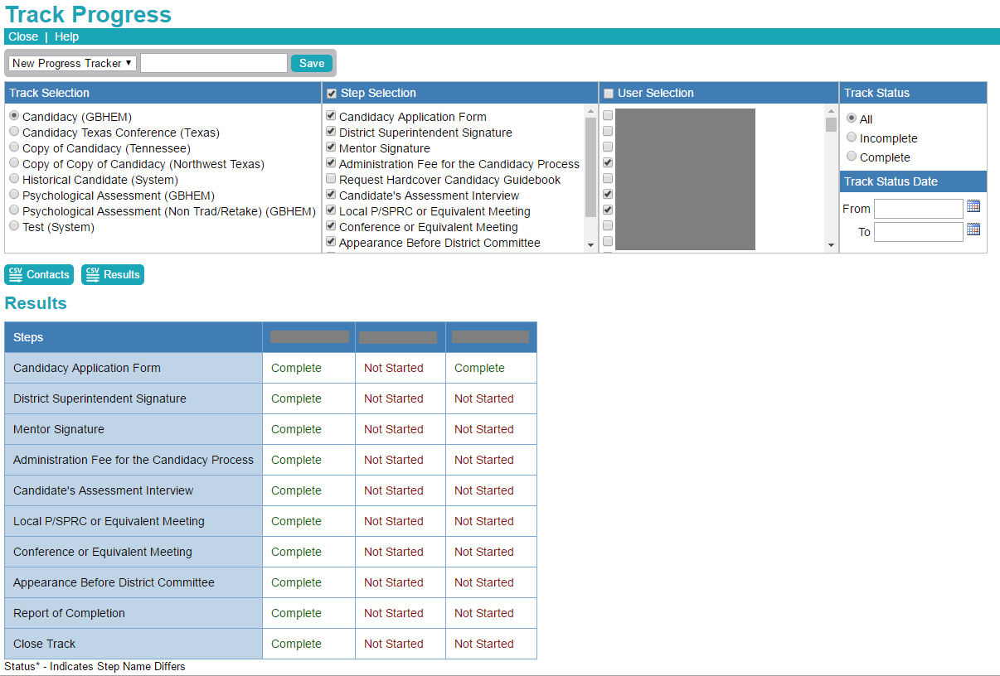 Track Progress
Close | Help
New Progress Tracker
Save
Track Selection
Candidacy (GBHEM)
Candidacy Texas Conference (Texas)
Copy of Candidacy (Tennessee)
Copy of Copy of Candidacy (Northwest Texas)
Historical Candidate (System)
Psychological Assessment (GBHEM)
Psychological Assessment (Non Trad/Retake) (GBHEM)
Test (System)
Step Selection
Candidacy Application Form
District Superintendent Signature
Mentor Signature
Administration Fee for the Candidacy Process
Request Hardcover Candidacy Guidebook
Candidate's Assessment Interview
Local P/SPRC or Equivalent Meeting
Conference or Equivalent Meeting
Appearance Before District Committee
User Selection
Track Status
All
Incomplete
Complete
Track Status Date
From
To
CSV Contacts
CSV Results
Results
Steps
Candidacy Application Form Complete Not Started Complete
District Superintendent Signature Complete Not Started Not Started
Mentor Signature Complete Not Started Not Started
Administration Fee for the Candidacy Process Complete Not Started Not Started
Candidate's Assessment Interview Complete Not Started Not Started
Local P/SPRC or Equivalent Meeting Complete Not Started Not Started
Conference or Equivalent Meeting Complete Not Started Not Started
Appearance Before District Committee Complete Not Started Not Started
Report of Completion Complete Not Started Not Started
Close Track Complete Not Started Not Started
Status* - Indicates Step Name Differs